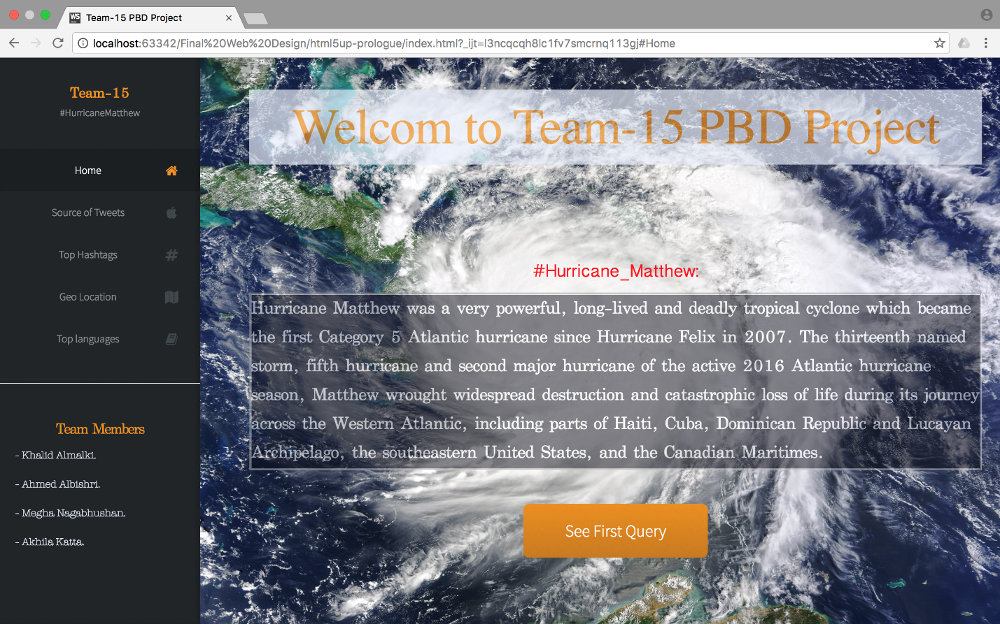 Team-15 PBD Project
localhost:63342/Final%20Web%20Design/html5up-prologue/index.html?_ijt=l3ncqcqh8lc1fv7smcrnq113gj#Home
Team-15
#HurricaneMatthew
Home
Source of Tweets
Top Hashtags
Geo Location
Top languages
Team Members
- Khalid Almalki.
- Ahmed Albishri.
- Megha Nagabhushan.
- Akhila Katta.
Welcom to Team-15 PBD Project
#Hurricane_Matthew:
Hurricane Matthew was a very powerful, long-lived and deadly tropical cyclone which became
the first Category 5 Atlantic hurricane since Hurricane Felix in 2007. The thirteenth named
storm, fifth hurricane and second major hurricane of the active 2016 Atlantic hurricane
season, Matthew wrought widespread destruction and catastrophic loss of life during its journey
across the Western Atlantic, including parts of Haiti, Cuba, Dominican Republic and Lucayan
Archipelago, the southeastern United States, and the Canadian Maritimes.
See First Query